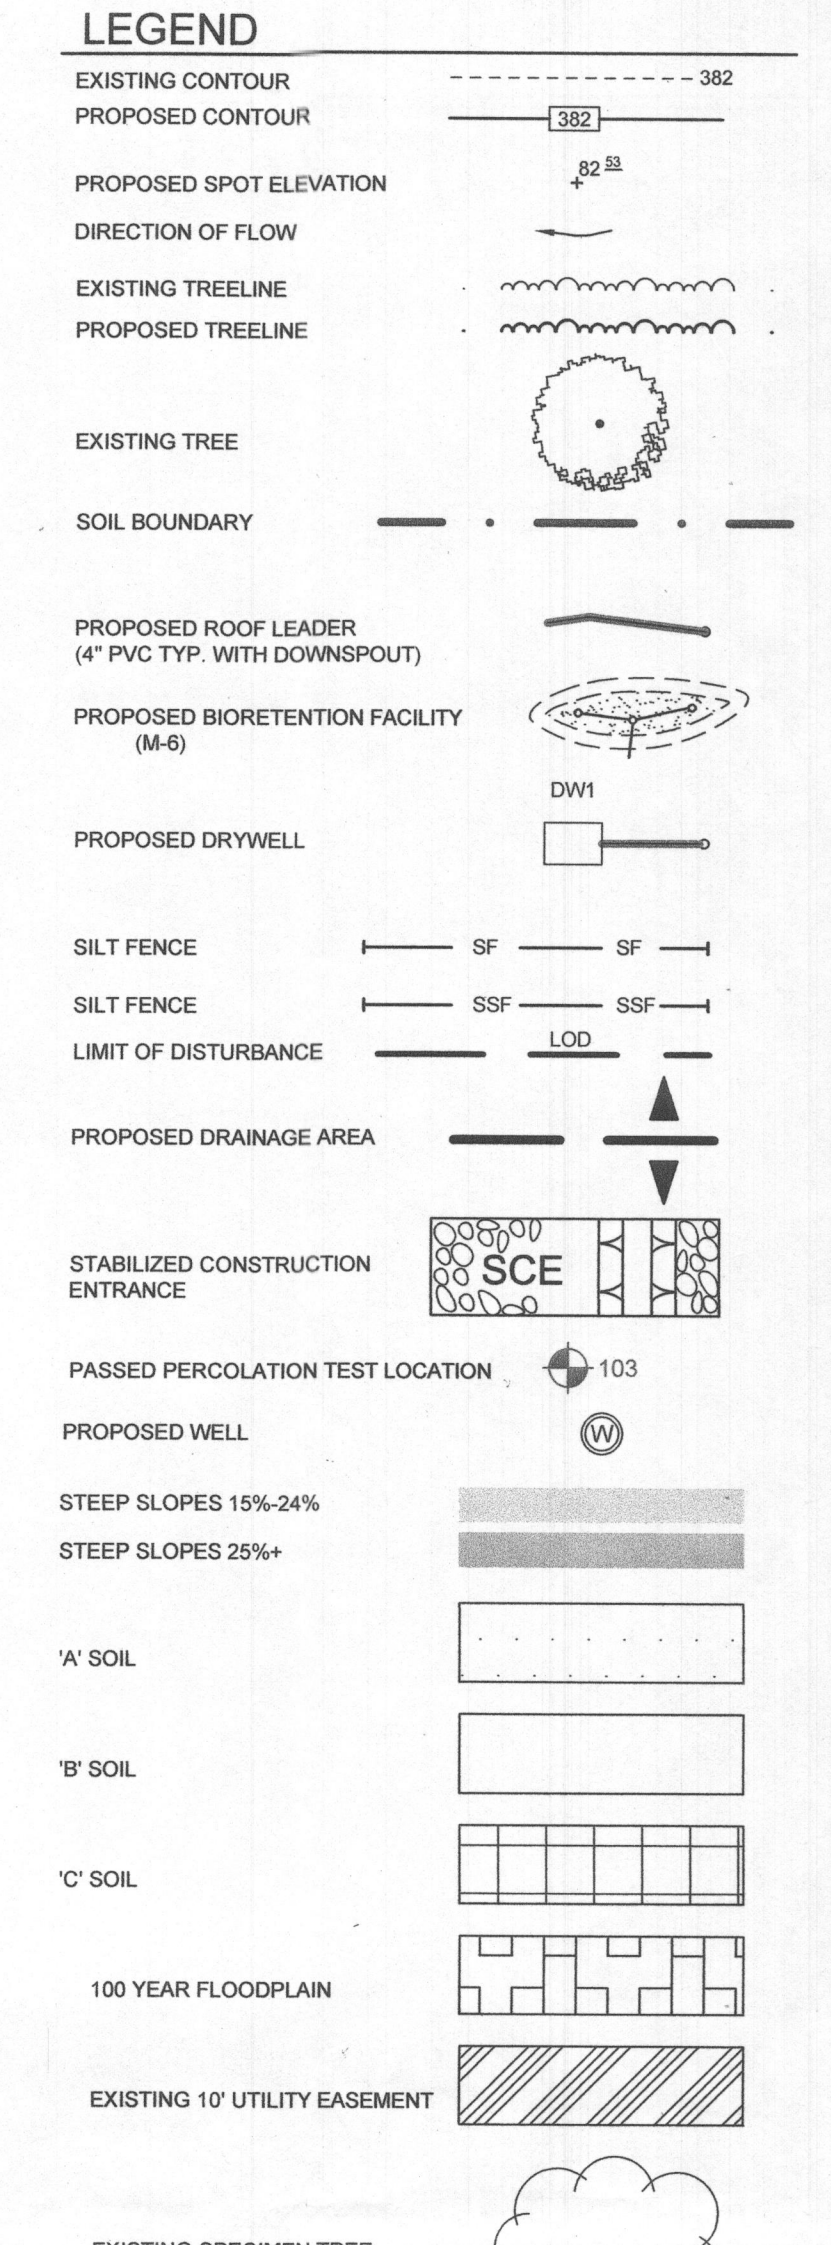 LEGEND
EXISTING CONTOUR 382
PROPOSED CONTOUR 382
PROPOSED SPOT ELEVATION +82 53
DIRECTION OF FLOW
EXISTING TREELINE
PROPOSED TREELINE
EXISTING TREE
SOIL BOUNDARY
PROPOSED ROOF LEADER
(4" PVC TYP. WITH DOWNSPOUT)
PROPOSED BIORETENTION FACILITY
(M-6)
DW1
PROPOSED DRYWELL
SILT FENCE SF SF
SILT FENCE SSF SSF
LIMIT OF DISTURBANCE LOD
PROPOSED DRAINAGE AREA
STABILIZED CONSTRUCTION
ENTRANCE
SCE
PASSED PERCOLATION TEST LOCATION 103
PROPOSED WELL W
STEEP SLOPES 15%-24%
STEEP SLOPES 25%+
'A' SOIL
'B' SOIL
'C' SOIL
100 YEAR FLOODPLAIN
EXISTING 10' UTILITY EASEMENT
EXISTING SPECIMEN TREE